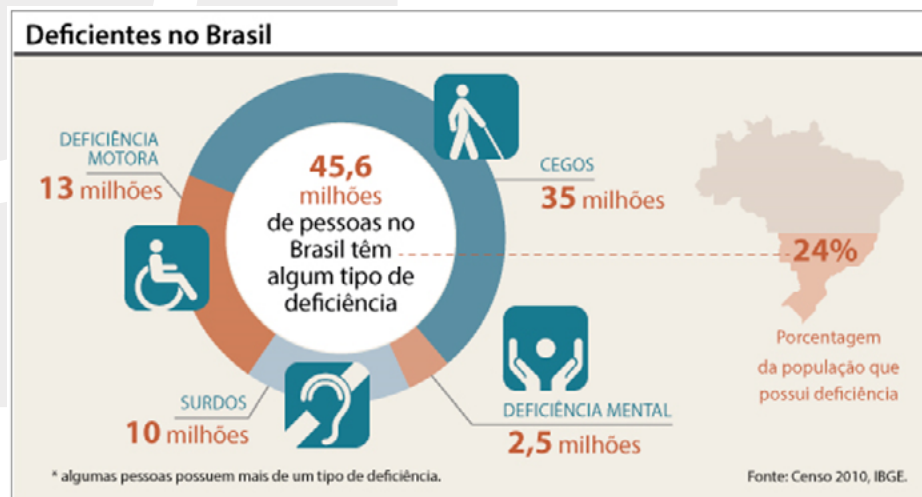 Deficientes no Brasil
DEFICIÊNCIA
MOTORA
13 milhões
45,6
milhões
de pessoas no
Brasil têm
algum tipo de
deficiência
CEGOS
35 milhões
24%
Porcentagem
da população que
possui deficiência
SURDOS
10 milhões
DEFICIÊNCIA MENTAL
2,5 milhões
* algumas pessoas possuem mais de um tipo de deficiência.
Fonte: Censo 2010, IBGE.